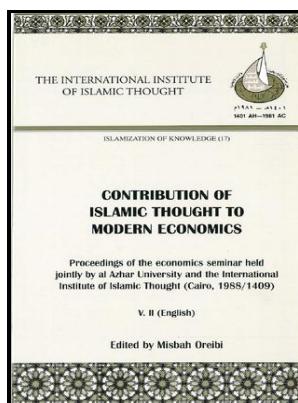 THE INTERNATIONAL INSTITUTE
OF ISLAMIC THOUGHT
1401 AH—1981 AC
ISLAMIZATION OF KNOWLEDGE (17)
CONTRIBUTION OF
ISLAMIC THOUGHT TO
MODERN ECONOMICS
Proceedings of the economics seminar held
jointly by al Azhar University and the International
Institute of Islamic Thought (Cairo, 1988/1409)
V. II (English)
Edited by Misbah Oreibi